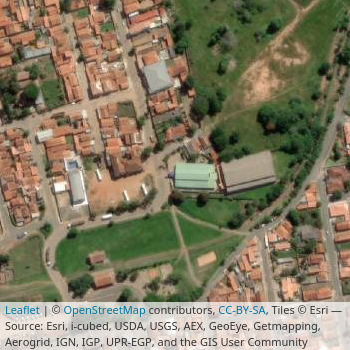 Leaflet | © OpenStreetMap contributors, CC-BY-SA, Tiles © Esri —
Source: Esri, i-cubed, USDA, USGS, AEX, GeoEye, Getmapping,
Aerogrid, IGN, IGP, UPR-EGP, and the GIS User Community